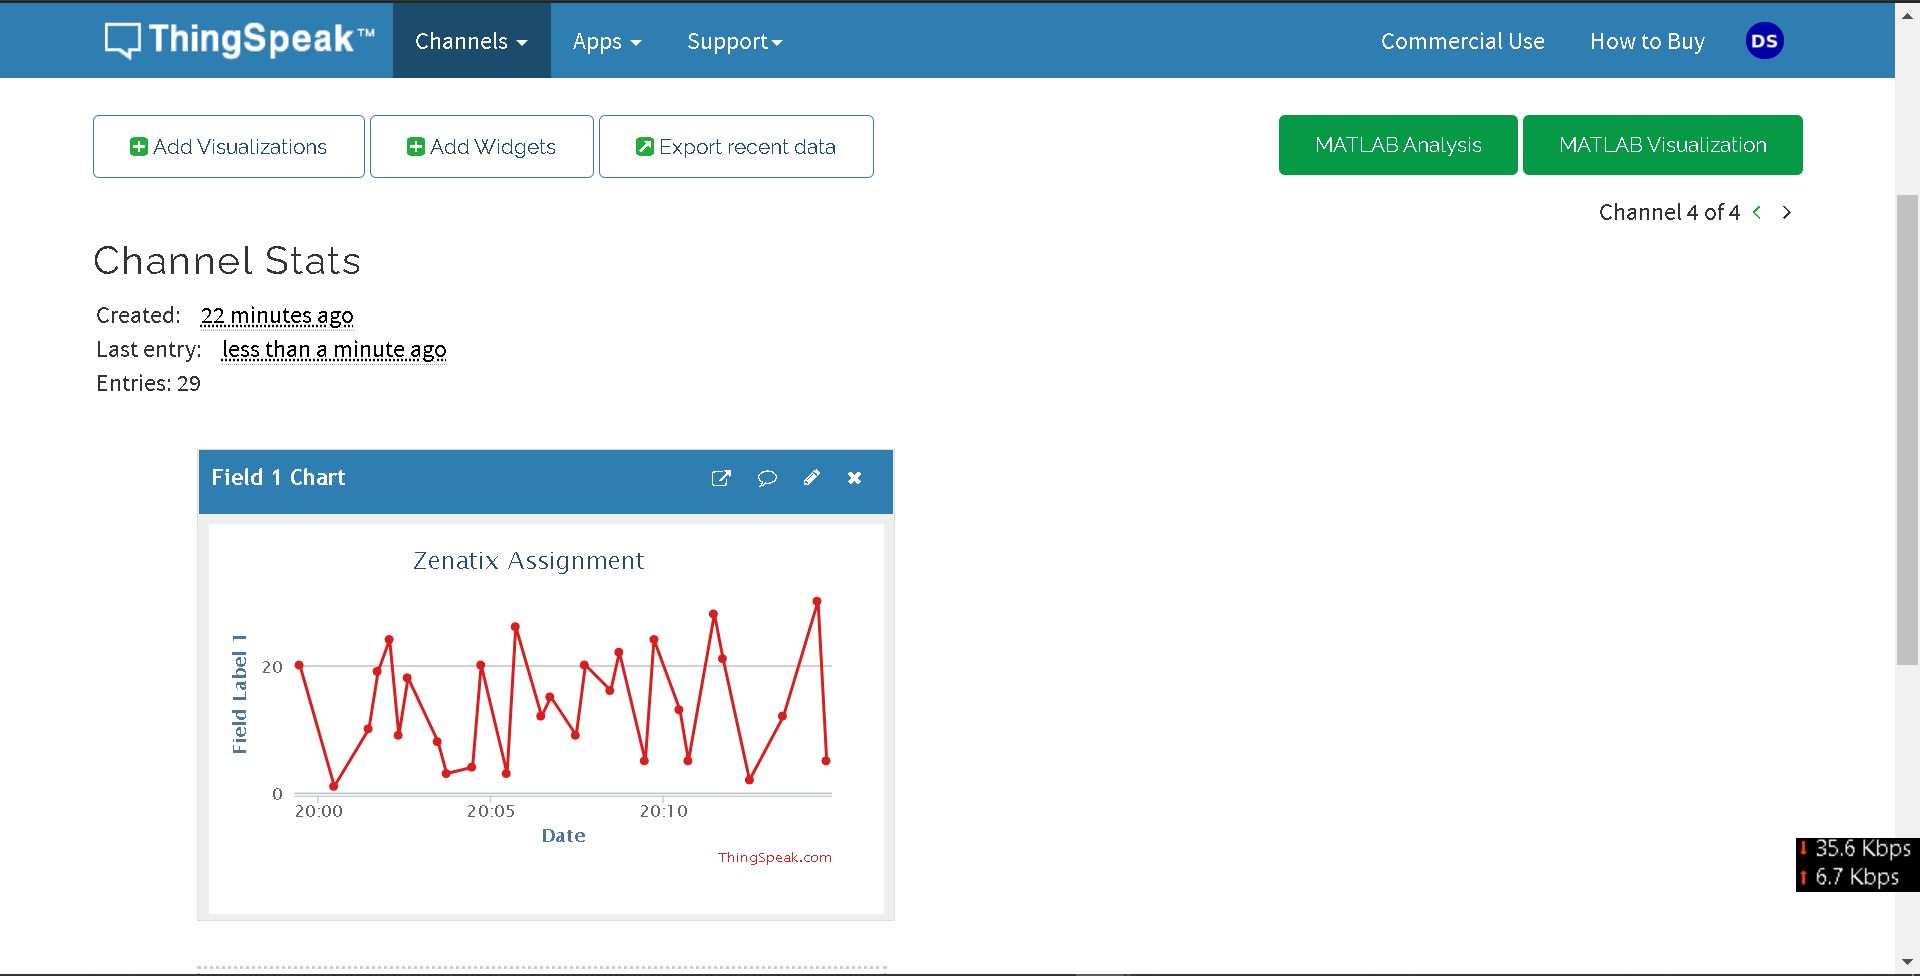 ThingSpeak™ Channels Apps Support Commercial Use How to Buy DS
Add Visualizations Add Widgets Export recent data MATLAB Analysis MATLAB Visualization
Channel 4 of 4
Channel Stats
Created: 22 minutes ago
Last entry: less than a minute ago
Entries: 29
Field 1 Chart
Zenatix Assignment
Field Label 1
20
0
20:00 20:05 20:10
Date
ThingSpeak.com
35.6 Kbps
6.7 Kbps